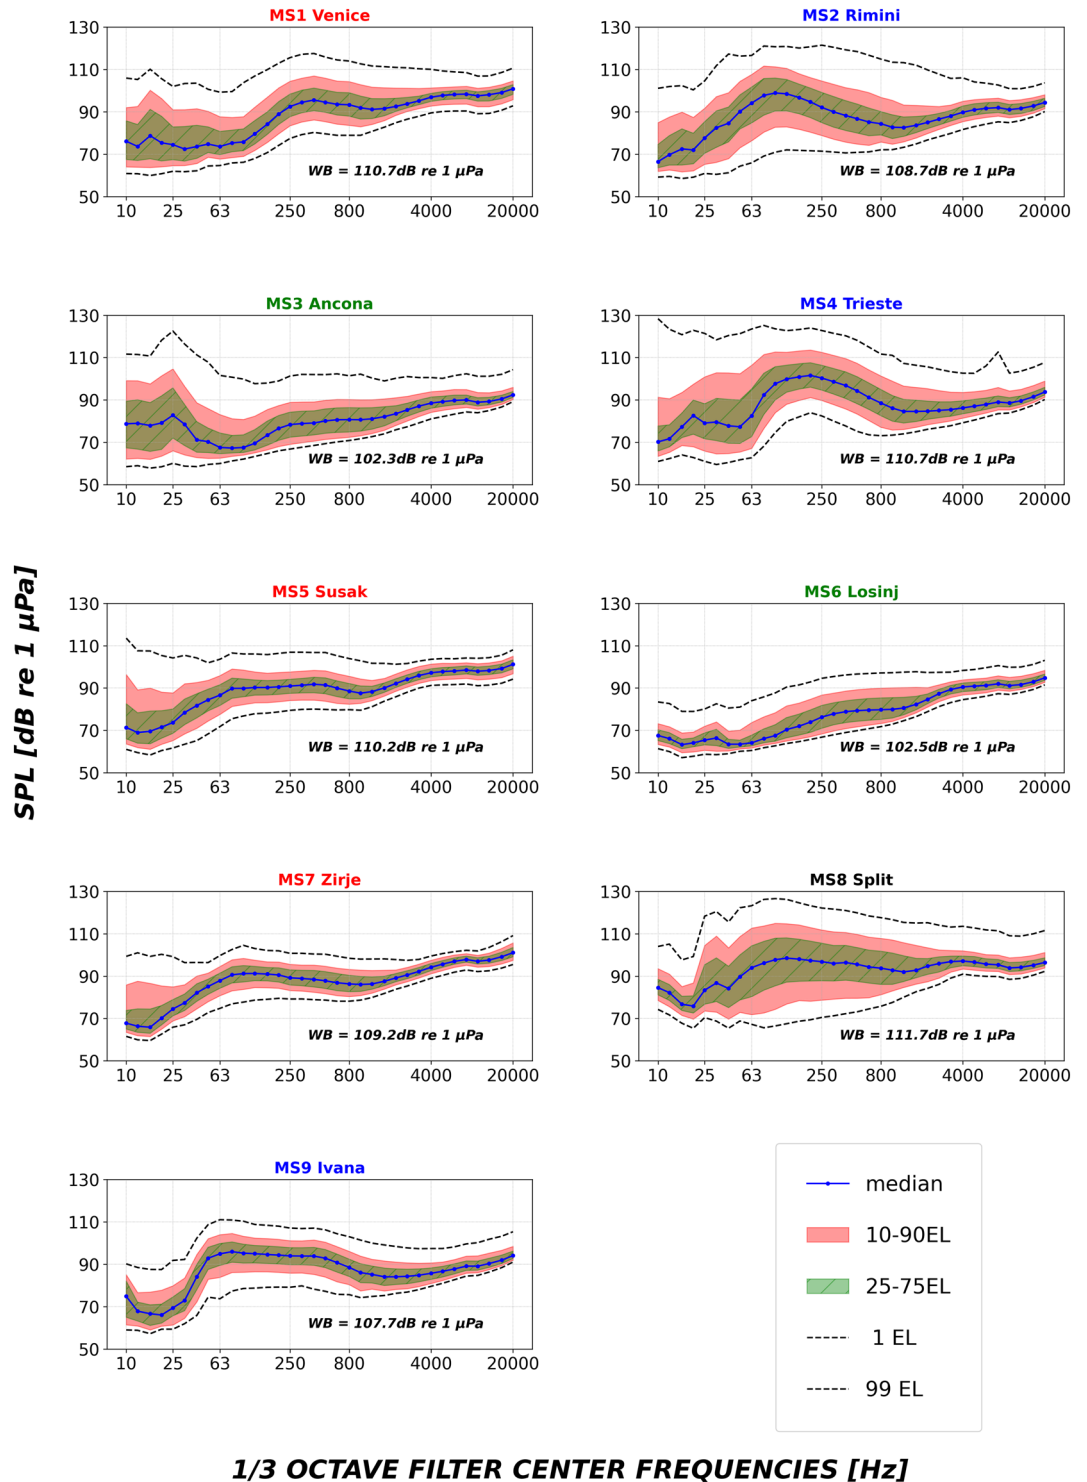 MS1 Venice
MS2 Rimini
130
110
90
70
50
WB = 110.7dB re 1 μPa
10 25 63 250 800 4000 20000
130
110
90
70
50
WB = 108.7dB re 1 μPa
10 25 63 250 800 4000 20000
MS3 Ancona
MS4 Trieste
130
110
90
70
50
WB = 102.3dB re 1 μPa
10 25 63 250 800 4000 20000
130
110
90
70
50
WB = 110.7dB re 1 μPa
10 25 63 250 800 4000 20000
SPL [dB re 1 μPa]
MS5 Susak
MS6 Losinj
130
110
90
70
50
WB = 110.2dB re 1 μPa
10 25 63 250 800 4000 20000
130
110
90
70
50
WB = 102.5dB re 1 μPa
10 25 63 250 800 4000 20000
MS7 Zirje
MS8 Split
130
110
90
70
50
WB = 109.2dB re 1 μPa
10 25 63 250 800 4000 20000
130
110
90
70
50
WB = 111.7dB re 1 μPa
10 25 63 250 800 4000 20000
MS9 Ivana
130
110
90
70
50
WB = 107.7dB re 1 μPa
10 25 63 250 800 4000 20000
median
10-90EL
25-75EL
1 EL
99 EL
1/3 OCTAVE FILTER CENTER FREQUENCIES [Hz]